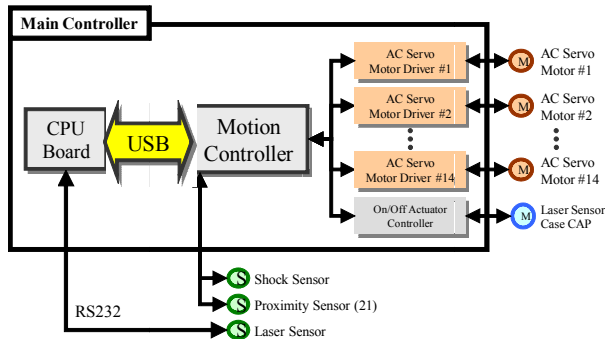 Main Controller
CPU
Board
USB
Motion
Controller
AC Servo
Motor Driver #1
AC Servo
Motor Driver #2
AC Servo
Motor Driver #14
On/Off Actuator
Controller
M
AC Servo
Motor #1
M
AC Servo
Motor #2
M
AC Servo
Motor #14
M
Laser Sensor
Case CAP
S
Shock Sensor
S
Proximity Sensor (21)
RS232
S
Laser Sensor